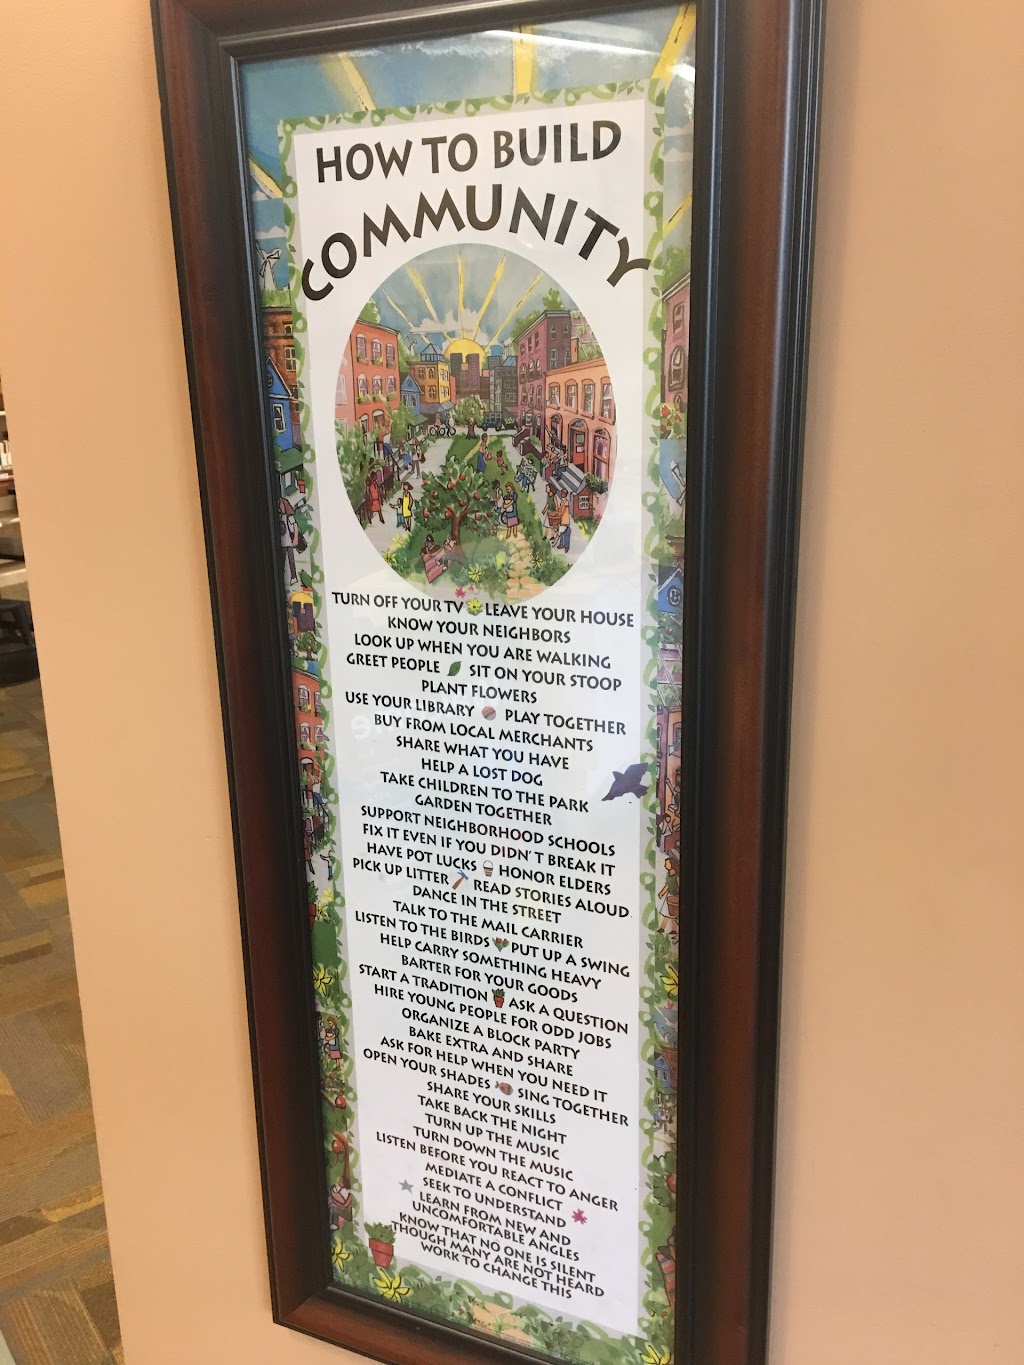 HOW TO BUILD
COMMUNITY
TURN OFF YOUR TV LEAVE YOUR HOUSE
KNOW YOUR NEIGHBORS
LOOK UP WHEN YOU ARE WALKING
GREET PEOPLE SIT ON YOUR STOOP
PLANT FLOWERS
USE YOUR LIBRARY PLAY TOGETHER
BUY FROM LOCAL MERCHANTS
SHARE WHAT YOU HAVE
HELP A LOST DOG
TAKE CHILDREN TO THE PARK
GARDEN TOGETHER
SUPPORT NEIGHBORHOOD SCHOOLS
FIX IT EVEN IF YOU DIDN'T BREAK IT
HAVE POT LUCKS HONOR ELDERS
PICK UP LITTER READ STORIES ALOUD
DANCE IN THE STREET
TALK TO THE MAIL CARRIER
LISTEN TO THE BIRDS PUT UP A SWING
HELP CARRY SOMETHING HEAVY
BARTER FOR YOUR GOODS
START A TRADITION ASK A QUESTION
HIRE YOUNG PEOPLE FOR ODD JOBS
ORGANIZE A BLOCK PARTY
BAKE EXTRA AND SHARE
ASK FOR HELP WHEN YOU NEED IT
OPEN YOUR SHADES SING TOGETHER
SHARE YOUR SKILLS
TAKE BACK THE NIGHT
TURN UP THE MUSIC
TURN DOWN THE MUSIC
LISTEN BEFORE YOU REACT TO ANGER
MEDIATE A CONFLICT
SEEK TO UNDERSTAND
LEARN FROM NEW AND
UNCOMFORTABLE ANGLES
KNOW THAT NO ONE IS SILENT
THOUGH MANY ARE NOT HEARD
WORK TO CHANGE THIS